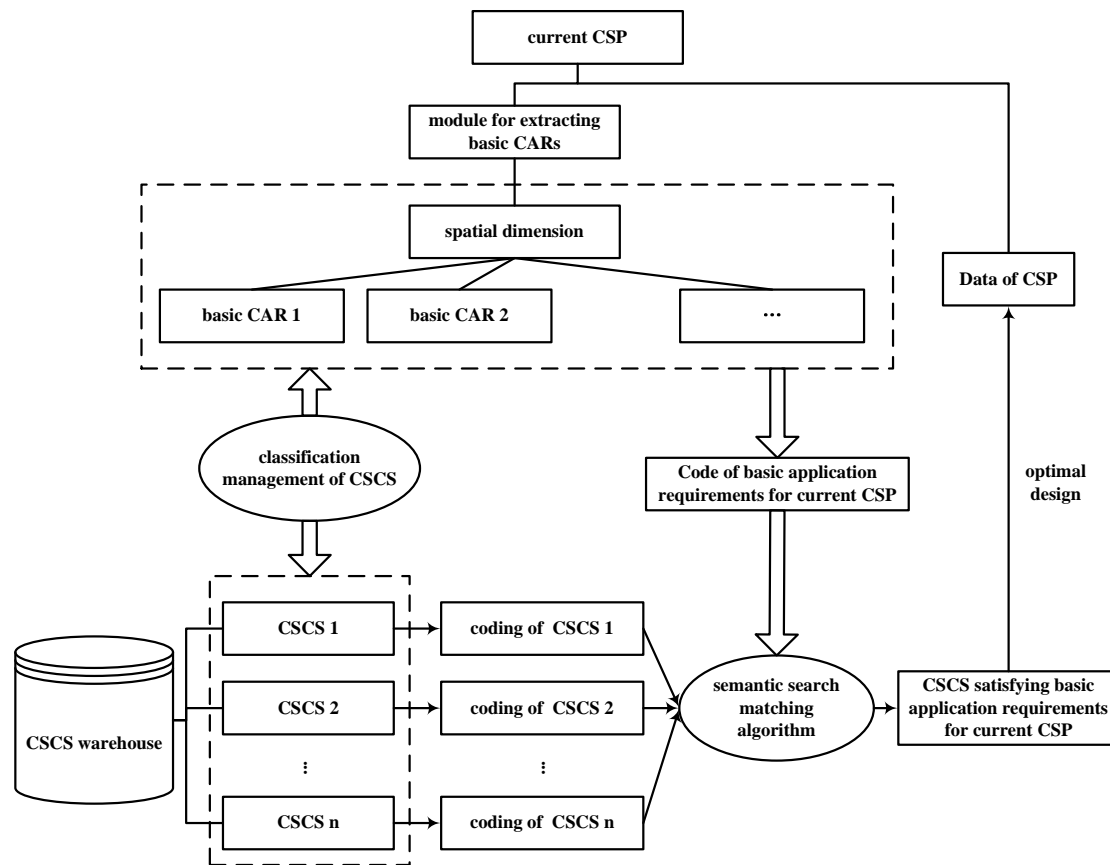 current CSP
module for extracting
basic CARs
spatial dimension
basic CAR 1
basic CAR 2
...
Data of CSP
classification
management of CSCS
Code of basic application
requirements for current CSP
optimal
design
CSCS warehouse
CSCS 1
coding of CSCS 1
CSCS 2
coding of CSCS 2
...
...
CSCS n
coding of CSCS n
semantic search
matching
algorithm
CSCS satisfying basic
application requirements
for current CSP